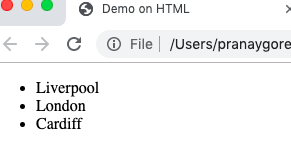 Demo on HTML
File | /Users/pranaygore
• Liverpool
• London
• Cardiff